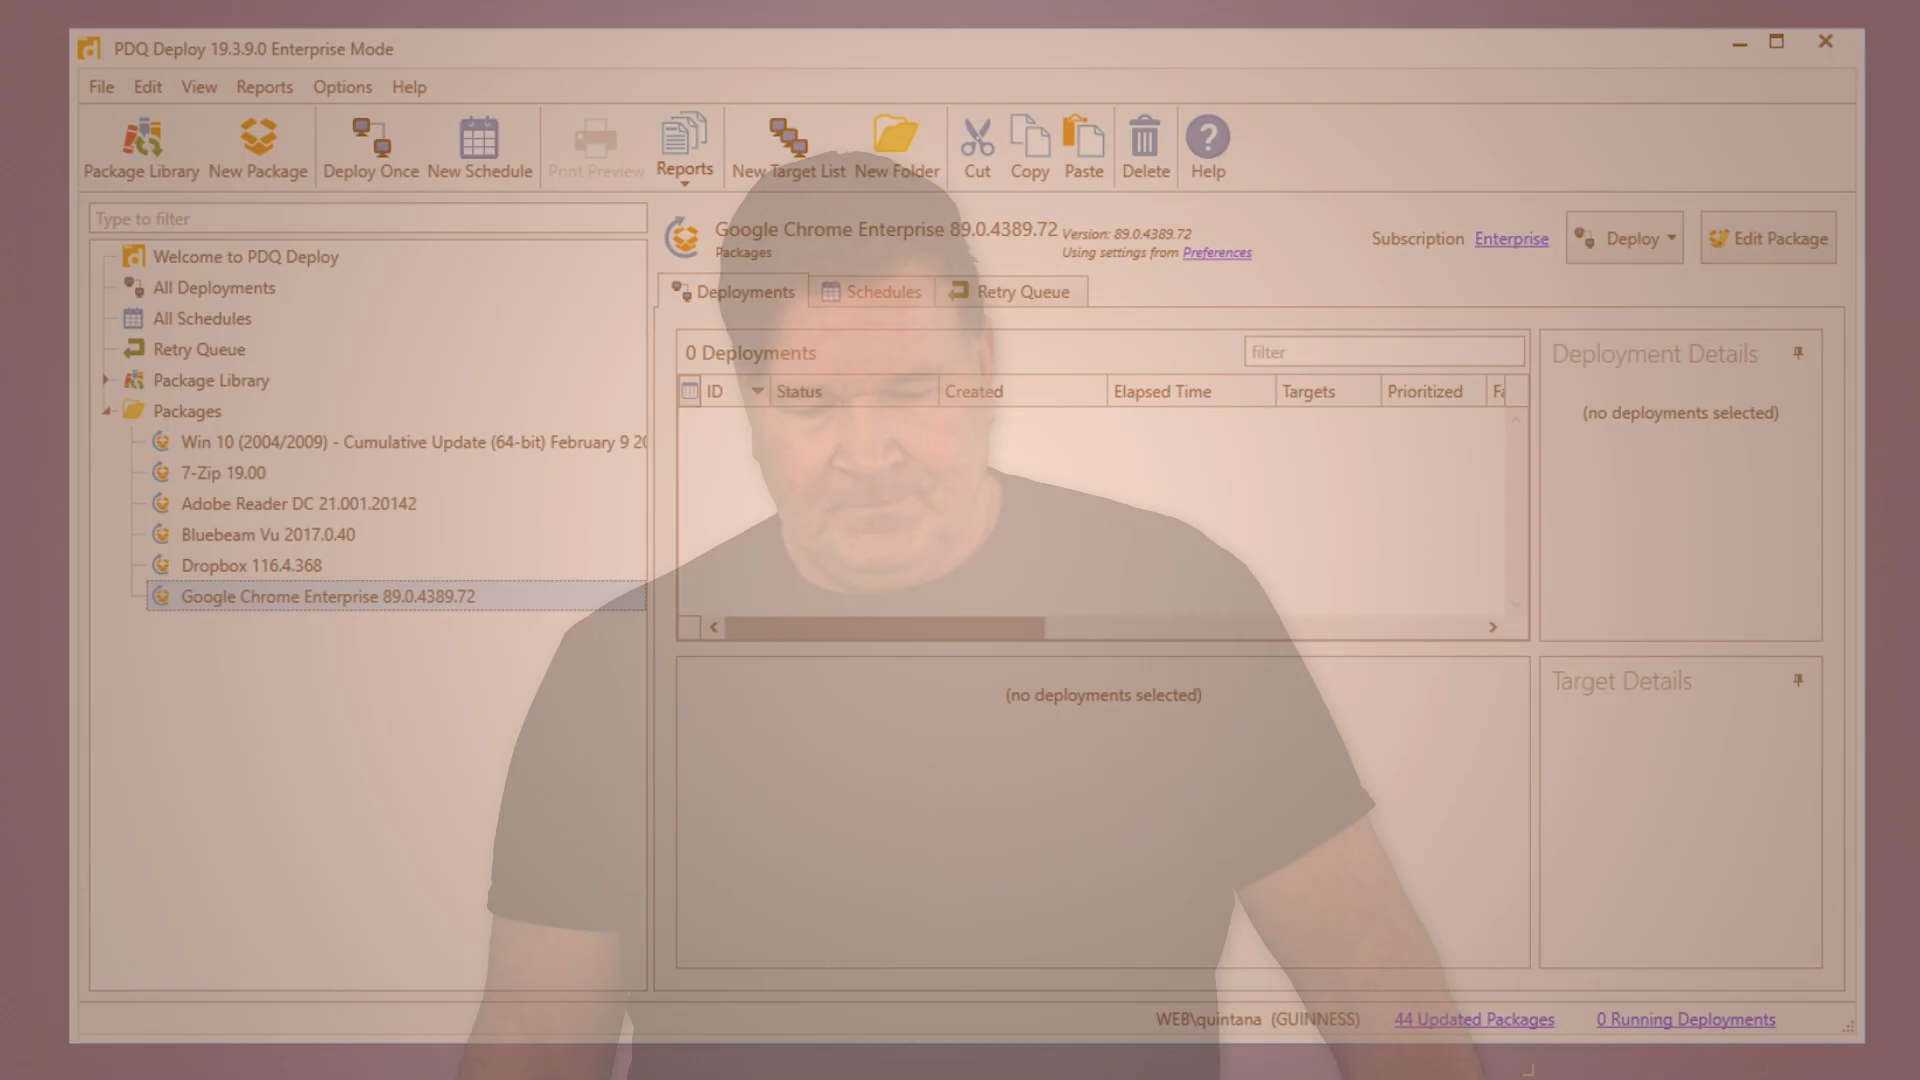 PDQ Deploy 19.3.9.0 Enterprise Mode
File Edit View Reports Options Help
Package Library New Package Deploy Once New Schedule Print Preview Reports New Target List New Folder Cut Copy Paste Delete Help
Type to filter
Welcome to PDQ Deploy
All Deployments
All Schedules
Retry Queue
Package Library
Packages
Win 10 (2004/2009) - Cumulative Update (64-bit) February 9 20
7-Zip 19.00
Adobe Reader DC 21.001.20142
Bluebeam Vu 2017.0.40
Dropbox 116.4.368
Google Chrome Enterprise 89.0.4389.72
Google Chrome Enterprise 89.0.4389.72 Version: 89.0.4389.72
Packages Using settings from Preferences
Subscription Enterprise Deploy Edit Package
Deployments Schedules Retry Queue
0 Deployments filter
ID Status Created Elapsed Time Targets Prioritized Fa
(no deployments selected)
Deployment Details
(no deployments selected)
Target Details
WEB\quintana (GUINNESS) 44 Updated Packages 0 Running Deployments